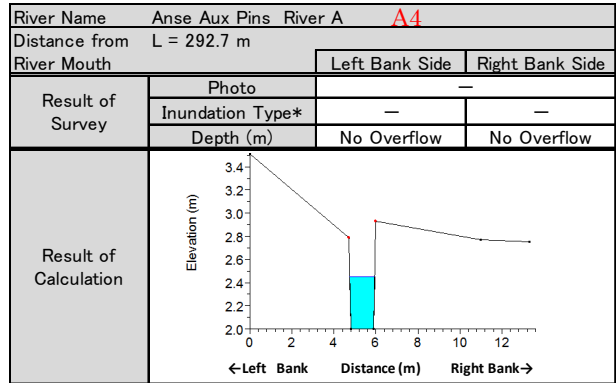 River Name Anse Aux Pins River A A4
Distance from River Mouth L = 292.7 m
Left Bank Side Right Bank Side
Result of Survey Photo —
Inundation Type* — —
Depth (m) No Overflow No Overflow
Result of Calculation
Elevation (m)
3.4
3.2
3.0
2.8
2.6
2.4
2.2
2.0
0 2 4 6 8 10 12
←Left Bank Distance (m) Right Bank→